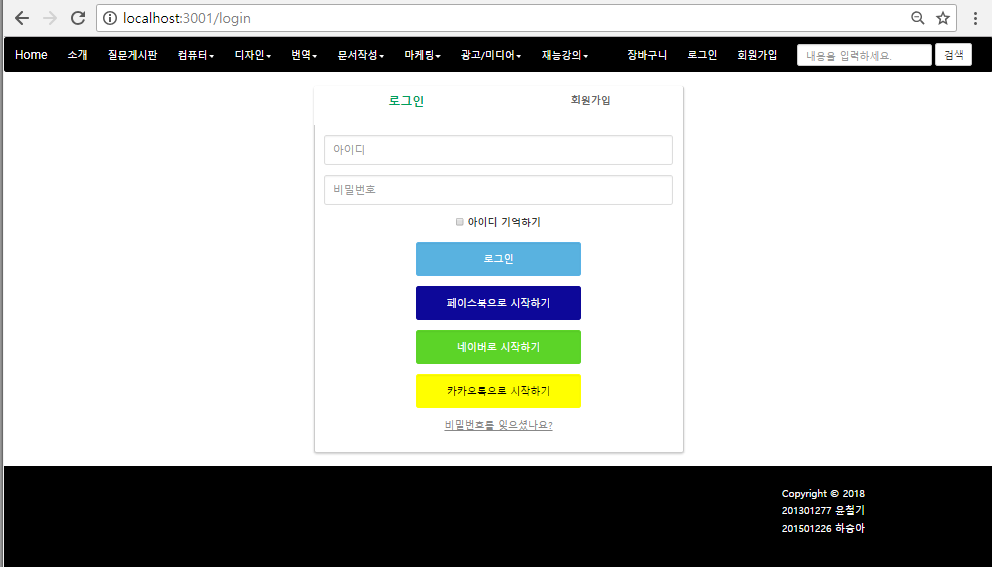 localhost:3001/login
Home 소개 질문게시판 컴퓨터 디자인 번역 문서작성 마케팅 광고/미디어 재능강의 장바구니 로그인 회원가입 내용을 입력하세요. 검색
로그인 회원가입
아이디
비밀번호
아이디 기억하기
로그인
페이스북으로 시작하기
네이버로 시작하기
카카오톡으로 시작하기
비밀번호를 잊으셨나요?
Copyright © 2018
201301277 윤철기
201501226 하승아